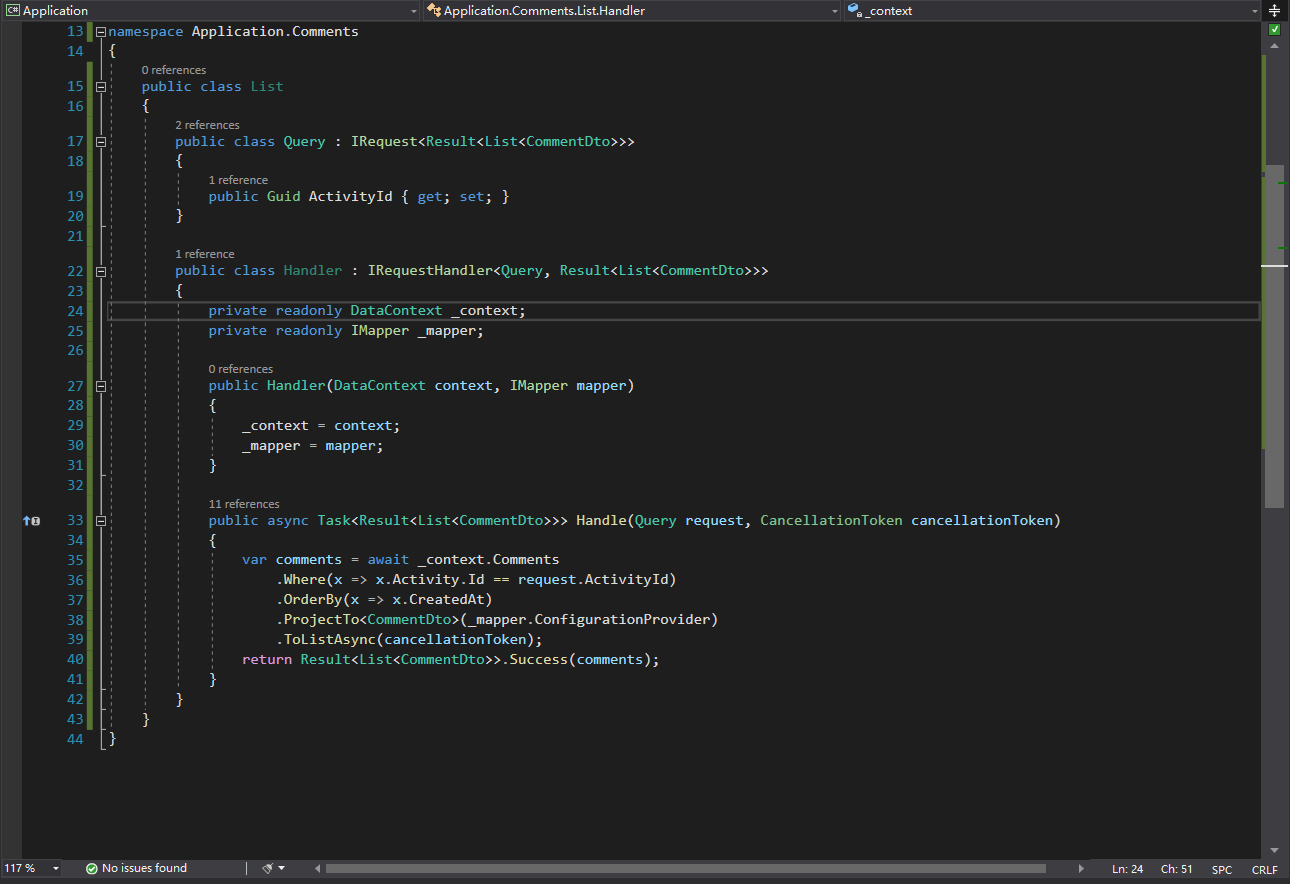 C# Application Application.Comments.List.Handler _context
13 namespace Application.Comments
14 {
0 references
15 public class List
16 {
2 references
17 public class Query : IRequest<Result<List<CommentDto>>>
18 {
1 reference
19 public Guid ActivityId { get; set; }
20 }
21
1 reference
22 public class Handler : IRequestHandler<Query, Result<List<CommentDto>>>
23 {
24 private readonly DataContext _context;
25 private readonly IMapper _mapper;
26
0 references
27 public Handler(DataContext context, IMapper mapper)
28 {
29 _context = context;
30 _mapper = mapper;
31 }
32
11 references
33 public async Task<Result<List<CommentDto>>> Handle(Query request, CancellationToken cancellationToken)
34 {
35 var comments = await _context.Comments
36 .Where(x => x.Activity.Id == request.ActivityId)
37 .OrderBy(x => x.CreatedAt)
38 .ProjectTo<CommentDto>(_mapper.ConfigurationProvider)
39 .ToListAsync(cancellationToken);
40 return Result<List<CommentDto>>.Success(comments);
41 }
42 }
43 }
44 }
117 % No issues found Ln: 24 Ch: 51 SPC CRLF